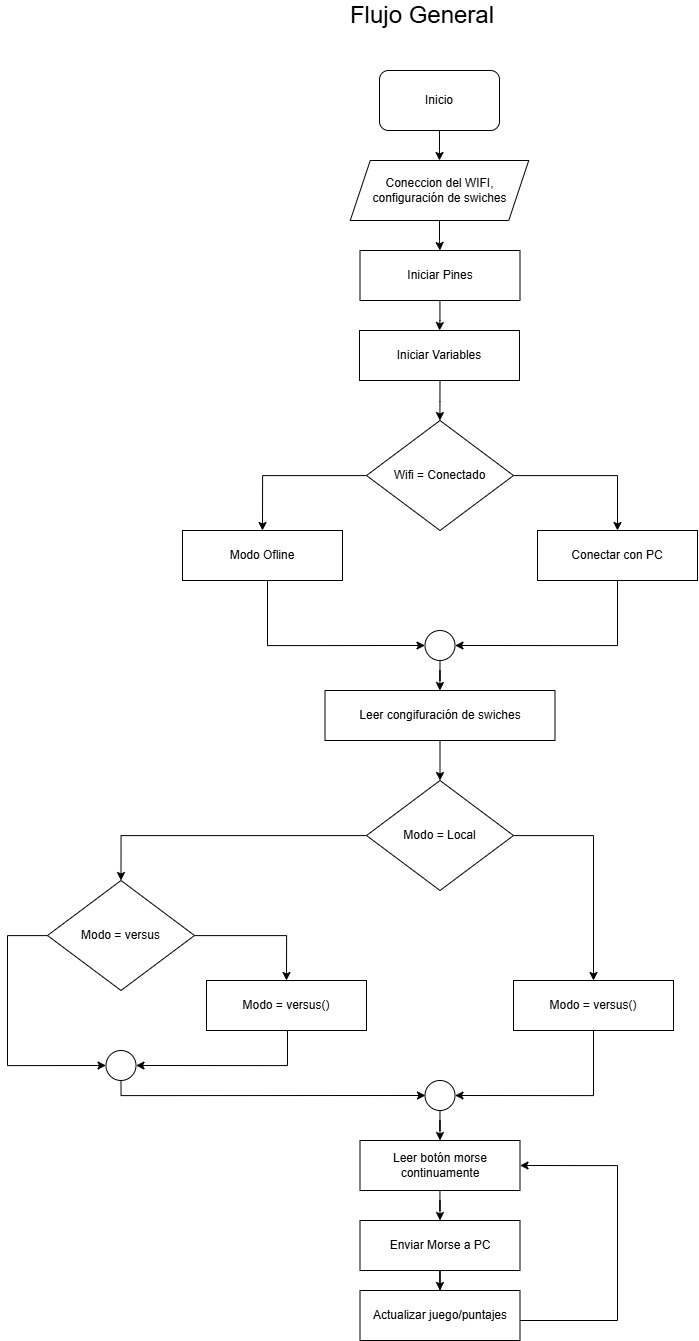 Flujo General
Inicio
Coneccion del WIFI,
configuración de swiches
Iniciar Pines
Iniciar Variables
Wifi = Conectado
Modo Ofline
Conectar con PC
Leer congifuración de swiches
Modo = Local
Modo = versus
Modo = versus()
Modo = versus()
Leer botón morse
continuamente
Enviar Morse a PC
Actualizar juego/puntajes